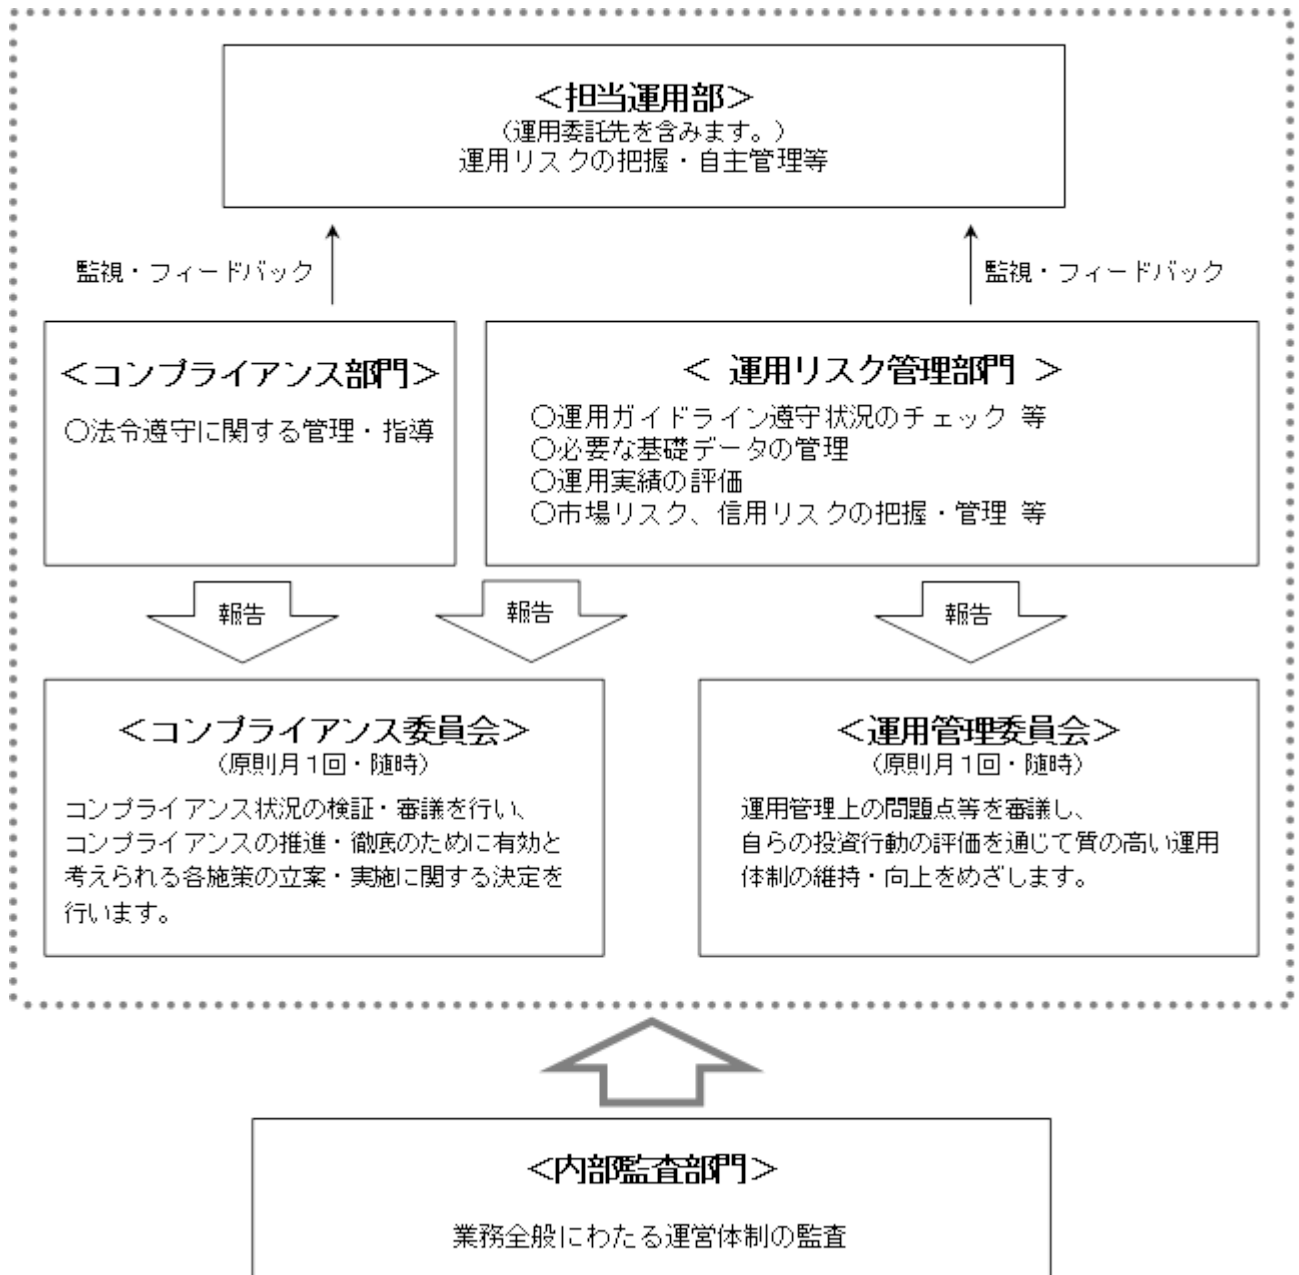 ＜担当運用部＞
（運用委託先を含みます。）
運用リスクの把握・自主管理等
監視・フィードバック
監視・フィードバック
＜コンプライアンス部門＞
○法令遵守に関する管理・指導
＜ 運用リスク管理部門 ＞
○運用ガイドライン遵守状況のチェック 等
○必要な基礎データの管理
○運用実績の評価
○市場リスク、信用リスクの把握・管理 等
報告
報告
報告
＜コンプライアンス委員会＞
（原則月１回・随時）
コンプライアンス状況の検証・審議を行い、
コンプライアンスの推進・徹底のために有効と
考えられる各施策の立案・実施に関する決定を
行います。
＜運用管理委員会＞
（原則月１回・随時）
運用管理上の問題点等を審議し、
自らの投資行動の評価を通じて質の高い運用
体制の維持・向上をめざします。
＜内部監査部門＞
業務全般にわたる運営体制の監査